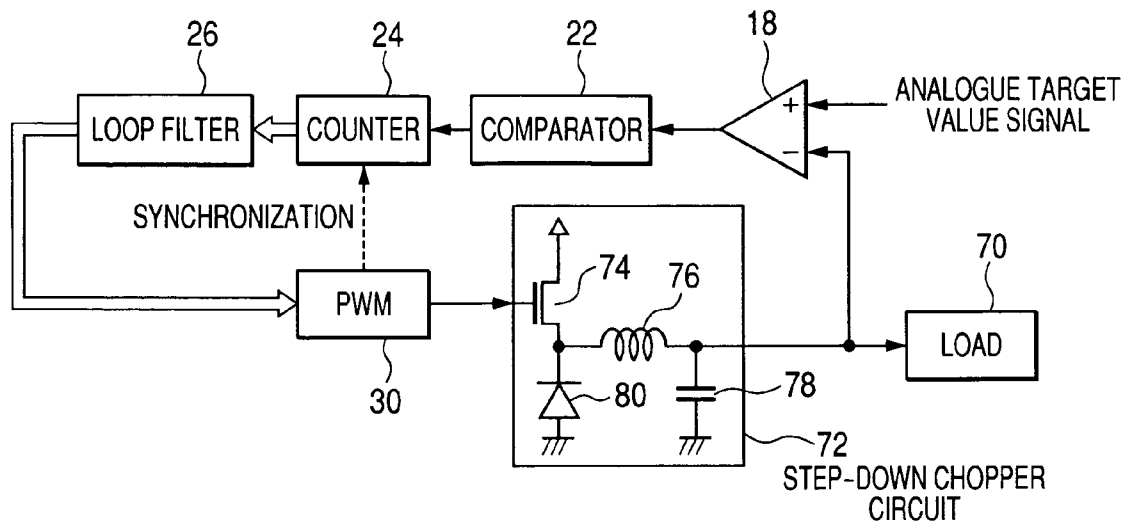 26
24
22
18
LOOP FILTER
COUNTER
COMPARATOR
+
−
ANALOGUE TARGET
VALUE SIGNAL
SYNCHRONIZATION
PWM
30
74
76
80
78
70
LOAD
72
STEP-DOWN CHOPPER
CIRCUIT